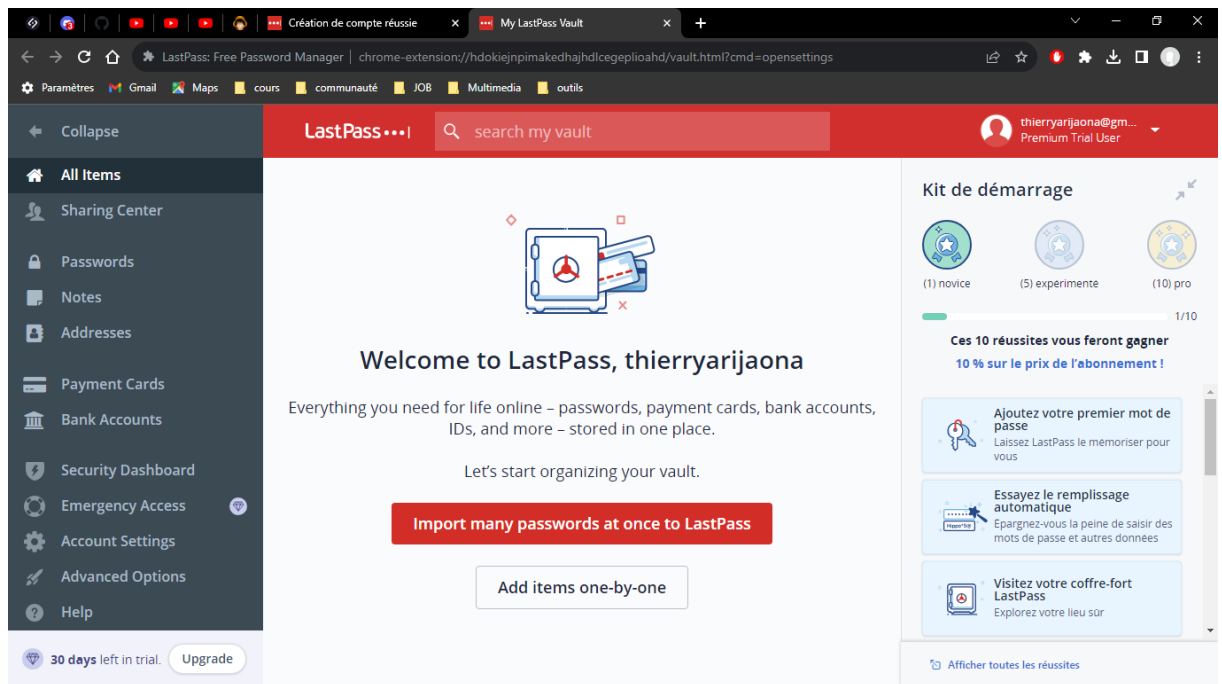 Création de compte réussie
My LastPass Vault
LastPass: Free Password Manager | chrome-extension://hdokiejnpimakedhajhdlcegeplioahd/vault.html?cmd=opensettings
Paramètres Gmail Maps cours communauté JOB Multimedia outils
Collapse
LastPass
search my vault
thierryarijaona@gm...
Premium Trial User
All Items
Sharing Center
Passwords
Notes
Addresses
Payment Cards
Bank Accounts
Security Dashboard
Emergency Access
Account Settings
Advanced Options
Help
30 days left in trial.
Upgrade
Welcome to LastPass, thierryarijaona
Everything you need for life online – passwords, payment cards, bank accounts,
IDs, and more – stored in one place.
Let's start organizing your vault.
Import many passwords at once to LastPass
Add items one-by-one
Kit de démarrage
(1) novice
(5) experimente
(10) pro
1/10
Ces 10 réussites vous feront gagner
10 % sur le prix de l'abonnement !
Ajoutez votre premier mot de
passe
Laissez LastPass le memoriser pour
vous
Essayez le remplissage
automatique
Épargnez-vous la peine de saisir des
mots de passe et autres données
Visitez votre coffre-fort
LastPass
Explorez votre lieu sûr
Afficher toutes les réussites